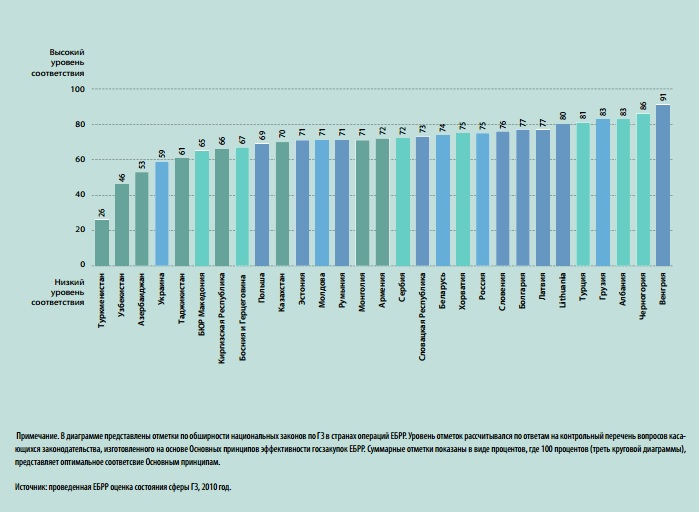 Высокий
уровень
соответствия
100
80
60
40
20
0
Низкий
уровень
соответствия
26
46
53
59
61
65
66
67
69
70
71
71
71
71
72
72
73
74
75
75
76
77
77
80
81
83
83
86
91
Туркменистан
Узбекистан
Азербайджан
Украина
Таджикистан
БЮР Македония
Киргизская Республика
Босния и Герцеговина
Польша
Казахстан
Эстония
Молдова
Румыния
Монголия
Армения
Сербия
Словацкая Республика
Беларусь
Хорватия
Россия
Словения
Болгария
Латвия
Lithuania
Турция
Грузия
Албания
Черногория
Венгрия
Примечание. В диаграмме представлены отметки по обширности национальных законов по ГЗ в странах операций ЕБРР. Уровень отметок рассчитывался по ответам на контрольный перечень вопросов каса-
ющихся законодательства, изготовленного на основе Основных принципов эффективности госзакупок ЕБРР. Суммарные отметки показаны в виде процентов, где 100 процентов (треть круговой диаграммы),
представляет оптимальное соответсвие Основным принципам.
Источник: проведенная ЕБРР оценка состояния сферы ГЗ, 2010 год.